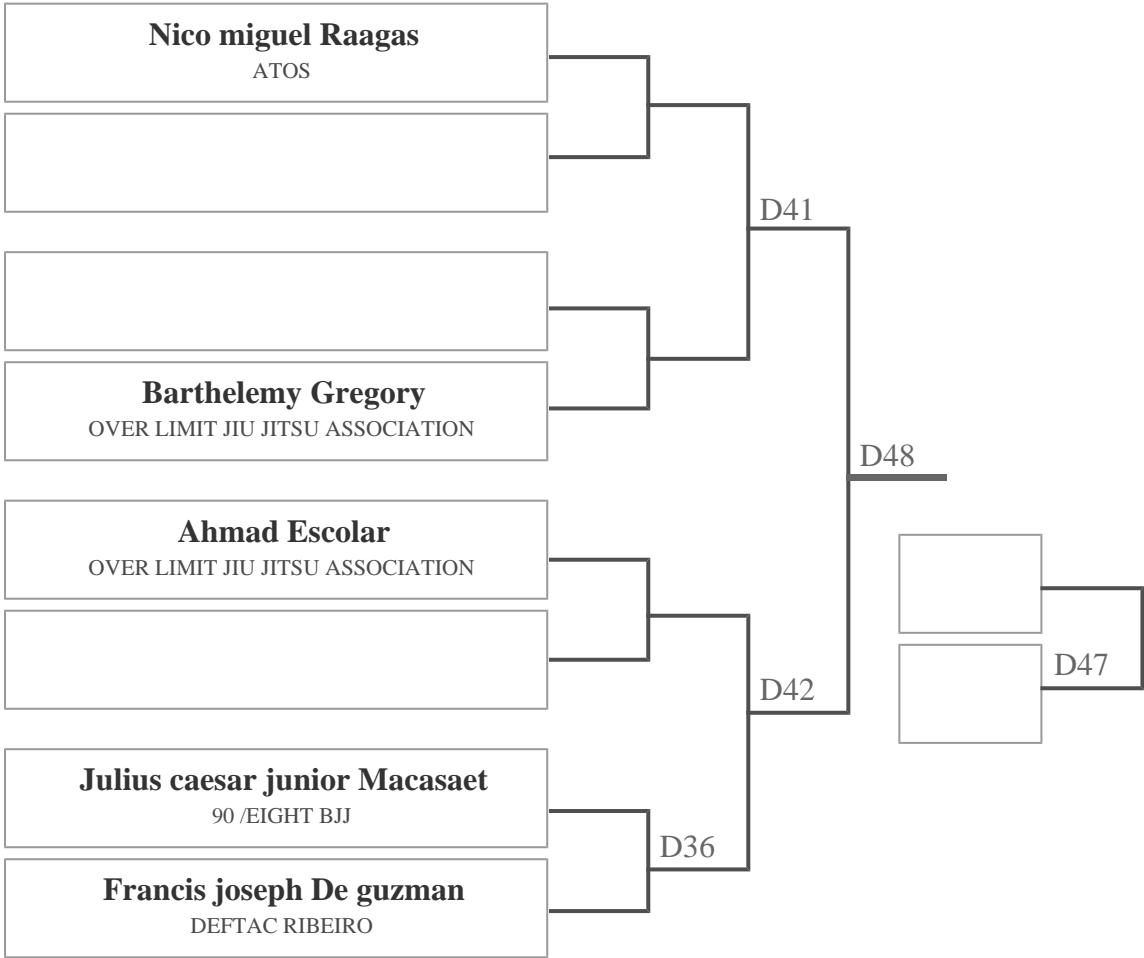 Nico miguel Raagas
ATOS
D41
Barthelemy Gregory
OVER LIMIT JIU JITSU ASSOCIATION
D48
Ahmad Escolar
OVER LIMIT JIU JITSU ASSOCIATION
D47
D42
Julius caesar junior Macasaet
90 /EIGHT BJJ
D36
Francis joseph De guzman
DEFTAC RIBEIRO